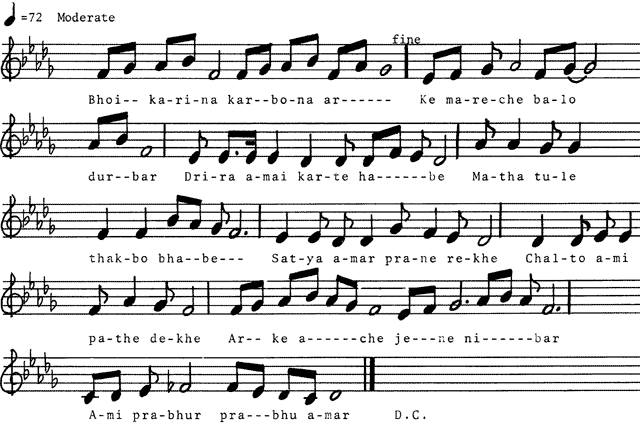 =72 Moderate
fine
Bhoi-- ka-ri-na kar--bo-na ar------ Ke ma-re-che ba-lo
dur--bar Dri-ra a-mai kar-te ha------be Ma-tha tu-le
thak-bo bha--be--- Sat-ya a-mar pra-ne re-khe Chal-to a-mi
pa-the de-khe Ar-- ke a------che je---ne ni------bar
A-mi pra-bhur pra---bhu a-mar D.C.